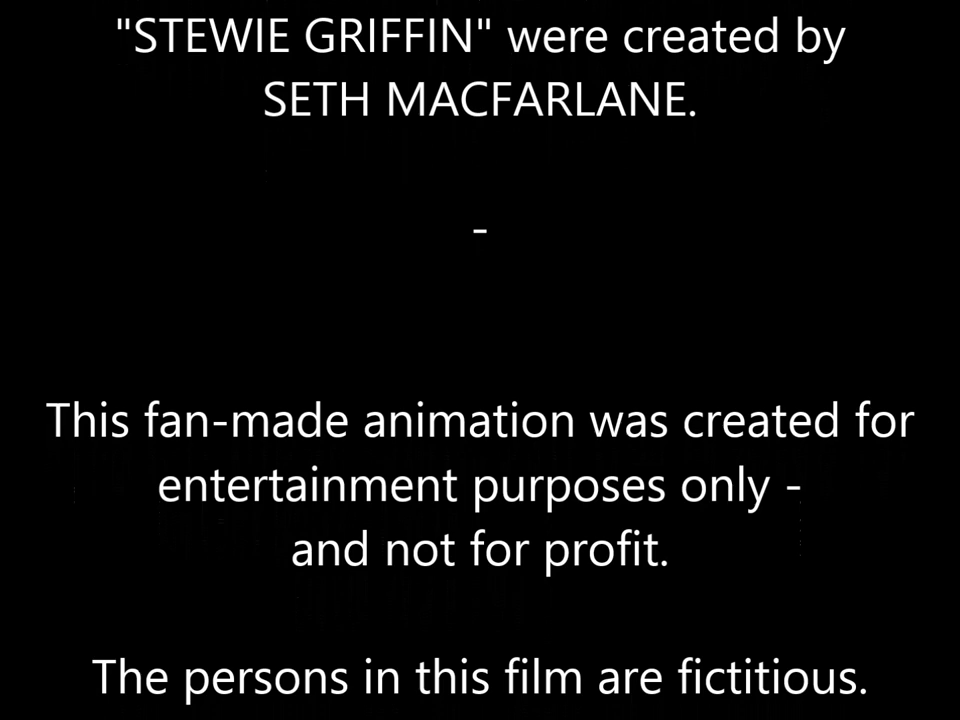 "STEWIE GRIFFIN" were created by
SETH MACFARLANE.
-
This fan-made animation was created for
entertainment purposes only -
and not for profit.
The persons in this film are fictitious.